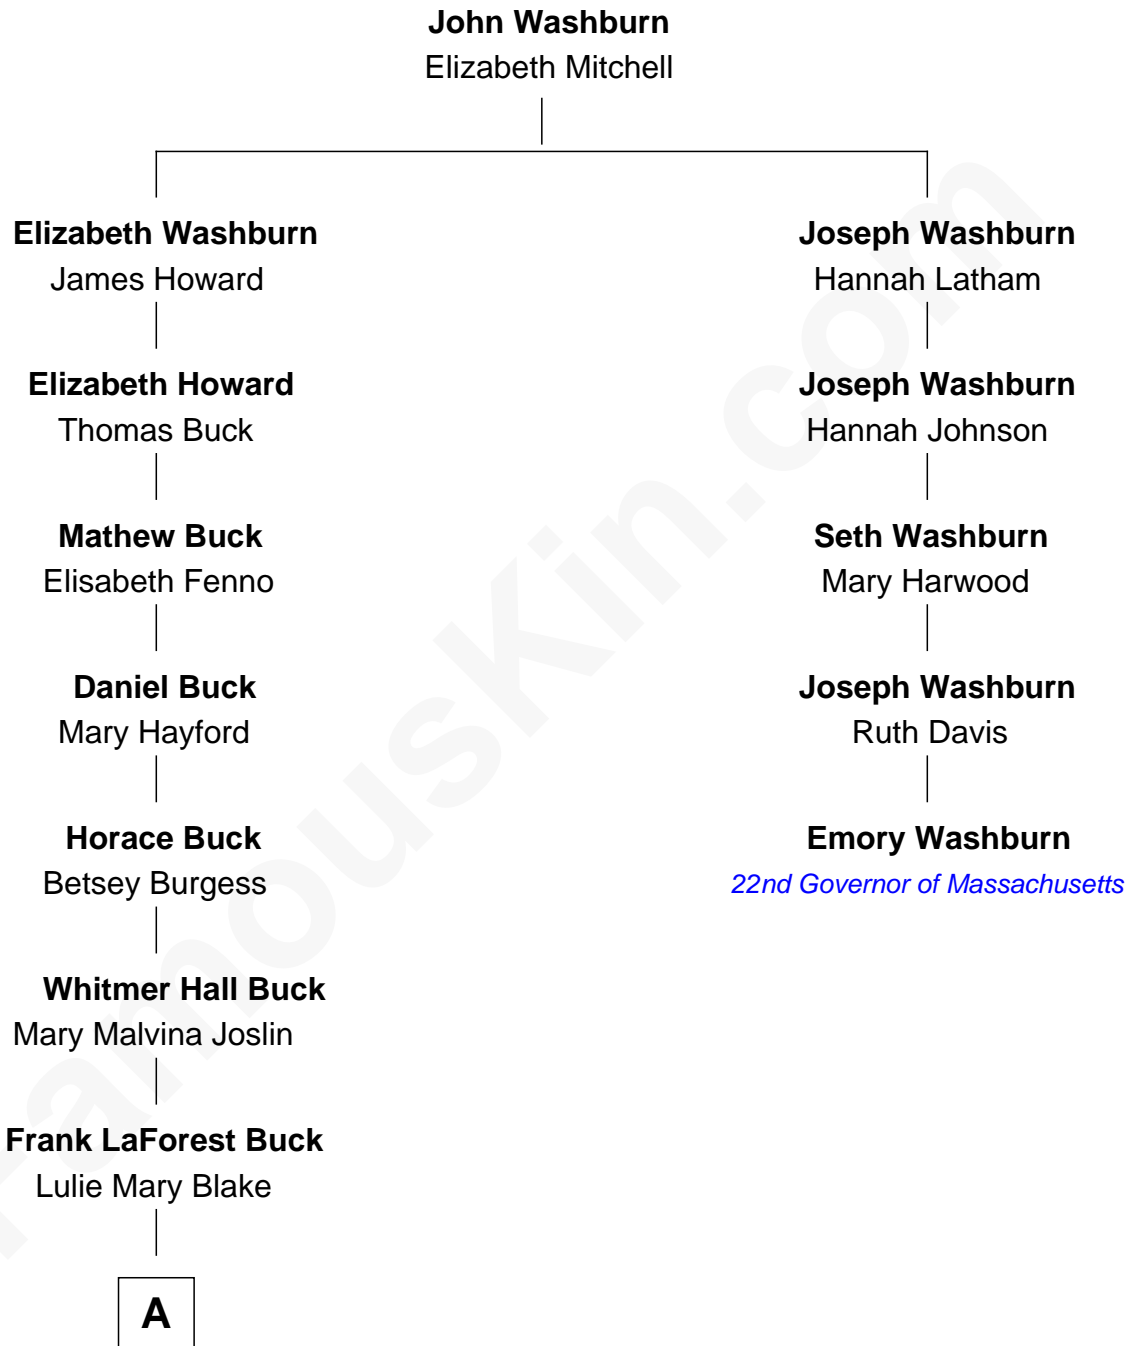 John Washburn
Elizabeth Mitchell
Elizabeth Washburn
James Howard
Joseph Washburn
Hannah Latham
Elizabeth Howard
Thomas Buck
Joseph Washburn
Hannah Johnson
Mathew Buck
Elisabeth Fenno
Seth Washburn
Mary Harwood
Daniel Buck
Mary Hayford
Joseph Washburn
Ruth Davis
Horace Buck
Betsey Burgess
Emory Washburn
22nd Governor of Massachusetts
Whitmer Hall Buck
Mary Malvina Joslin
Frank LaForest Buck
Lulie Mary Blake
A
FamousKin.com